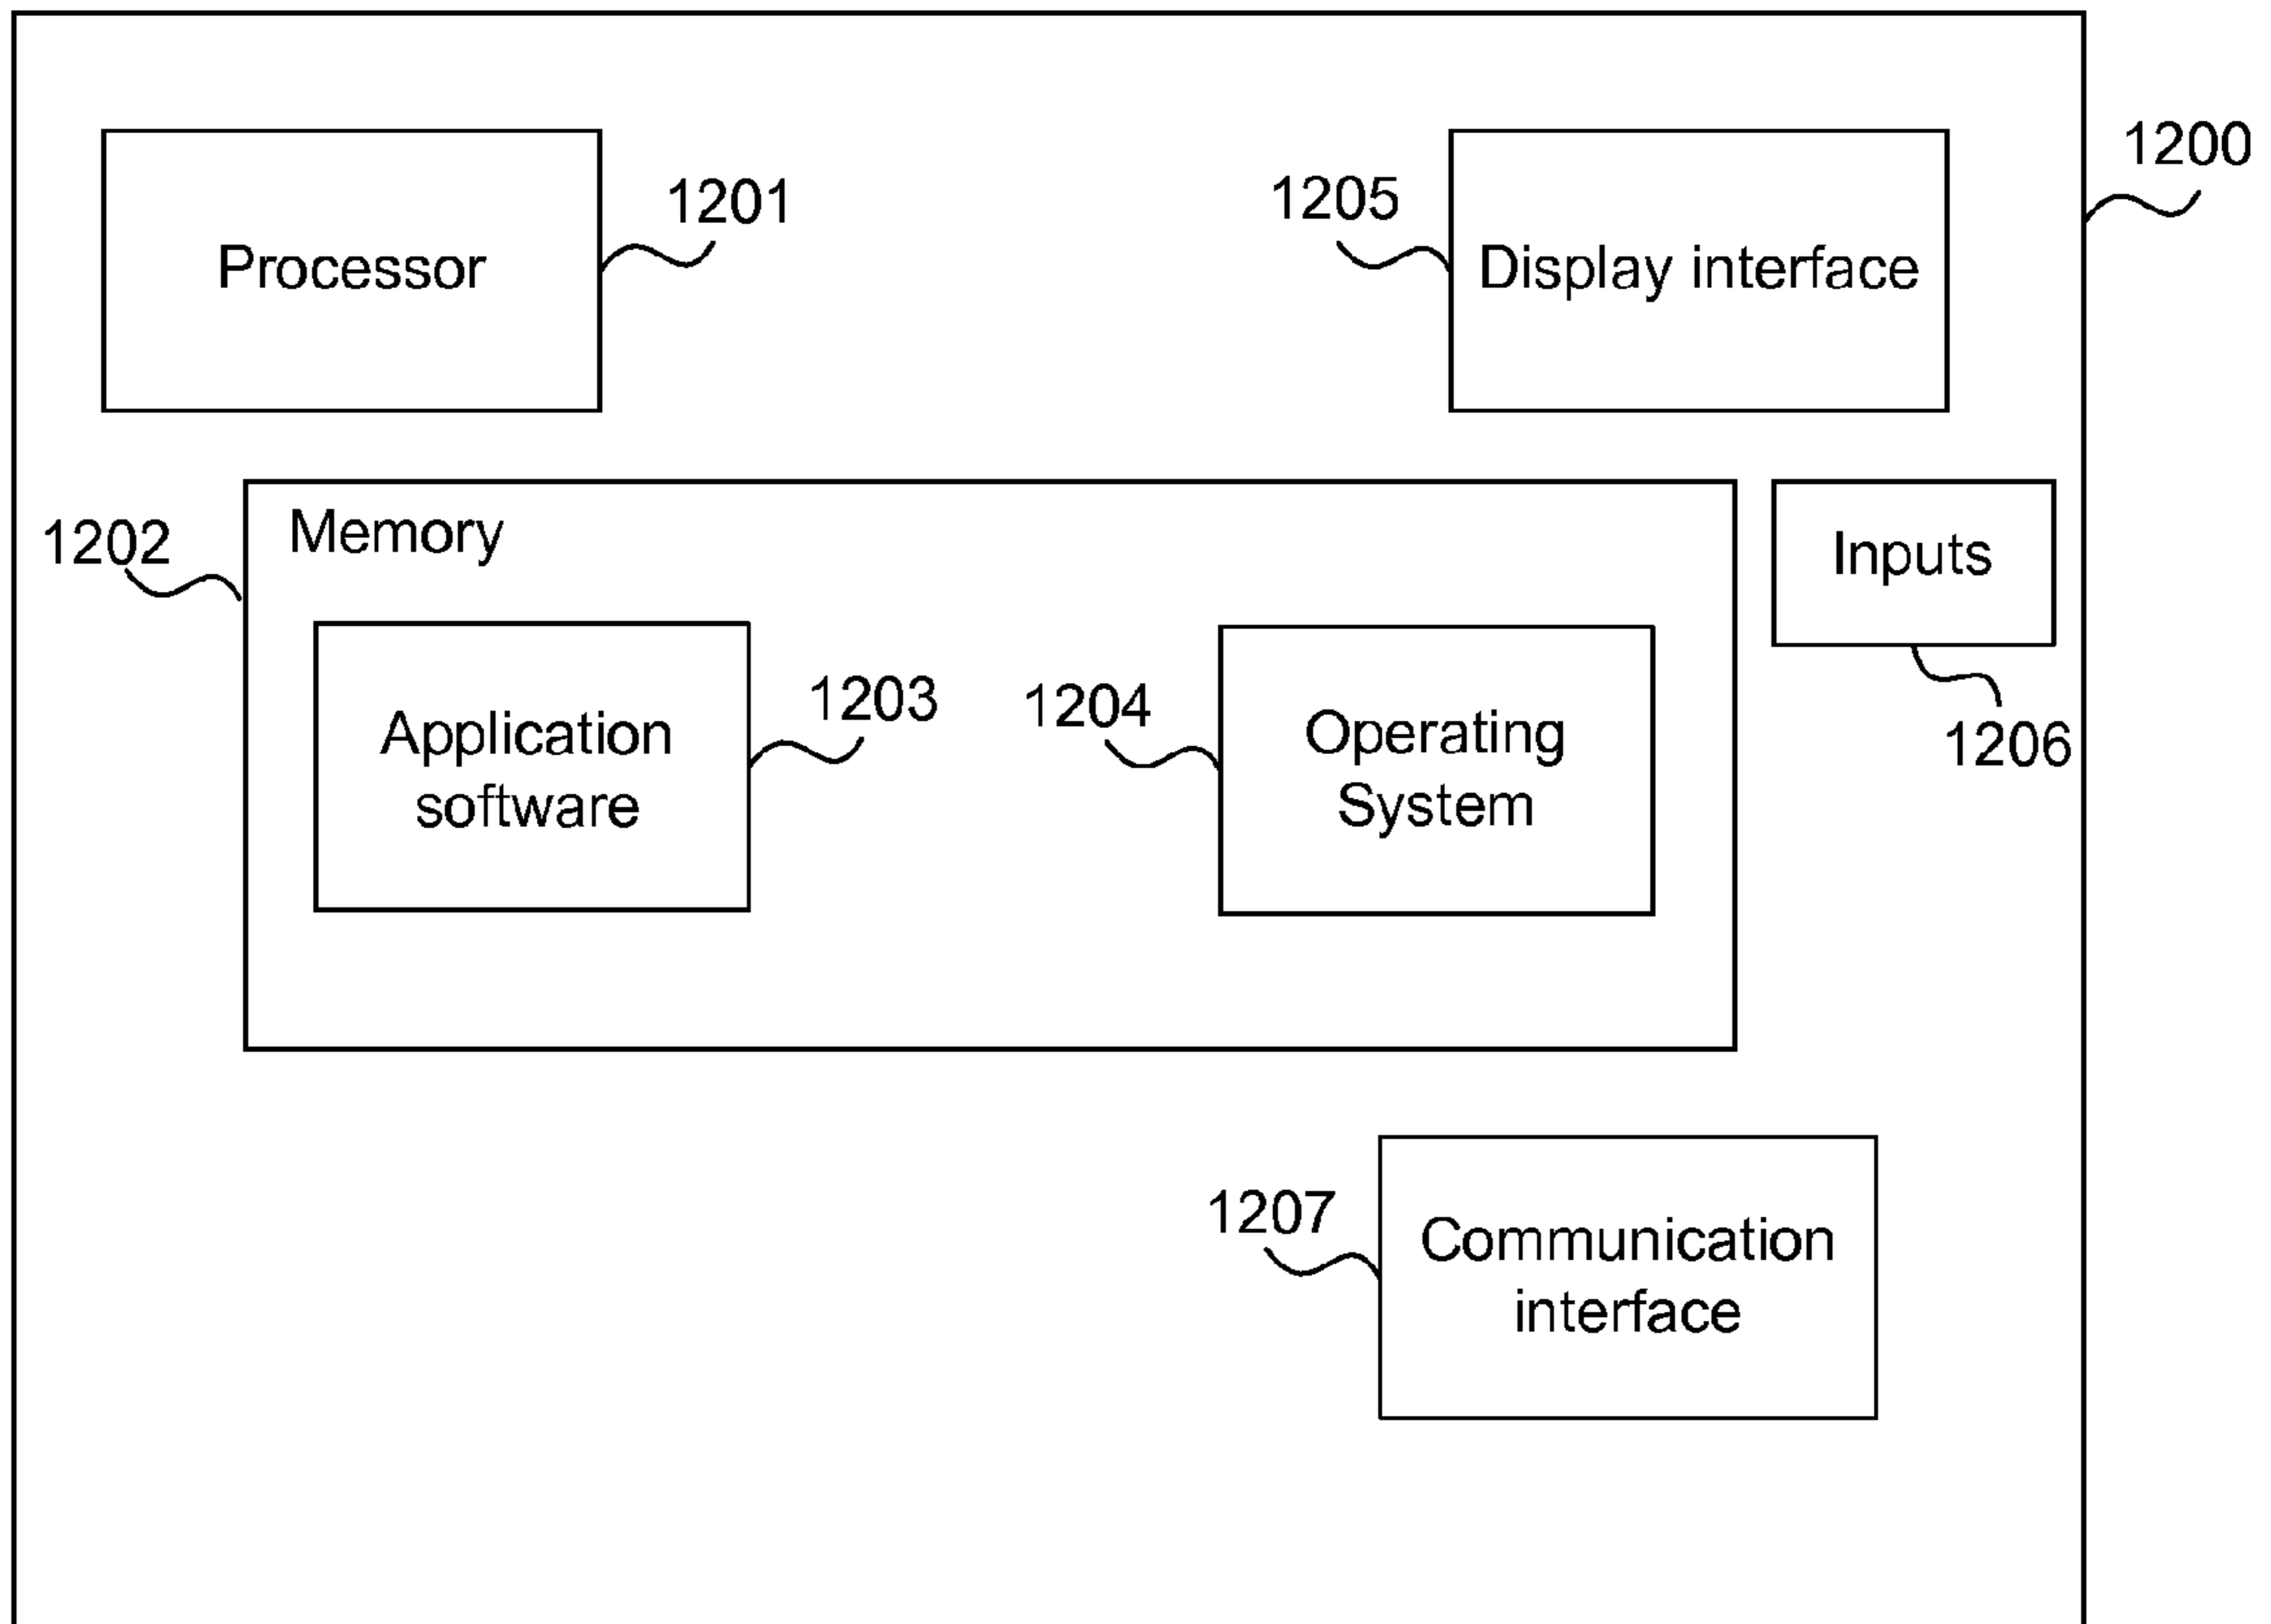 1200
Processor
1201
1205
Display interface
1202
Memory
Inputs
1206
Application
software
1203
1204
Operating
System
1207
Communication
interface